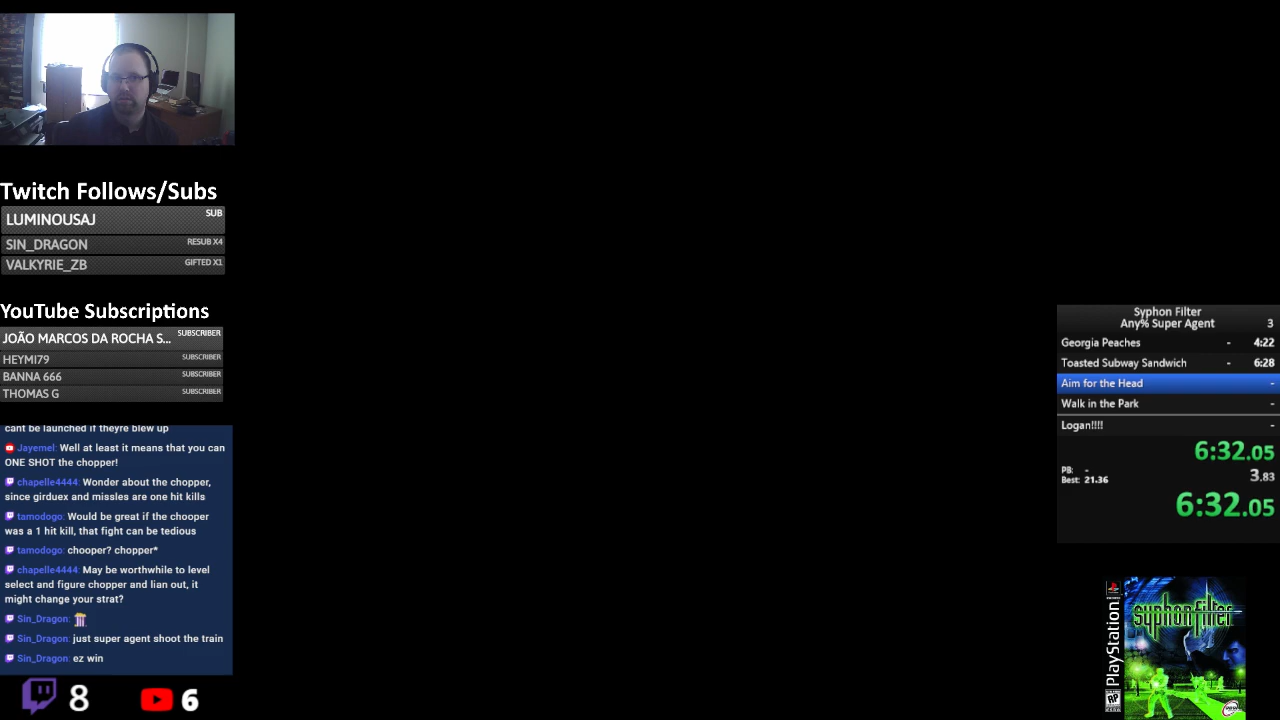 Twitch Follows/Subs
LUMINOUSAJ SUB
SIN_DRAGON RESUB X4
VALKYRIE_ZB GIFTED X1
YouTube Subscriptions
JOÃO MARCOS DA ROCHA S... SUBSCRIBER
HEYMI79 SUBSCRIBER
BANNA 666 SUBSCRIBER
THOMAS G SUBSCRIBER
cant be launched if theyre blew up
Jayemel: Well at least it means that you can
ONE SHOT the chopper!
chapelle4444: Wonder about the chopper,
since girduex and missles are one hit kills
tamodogo: Would be great if the chooper
was a 1 hit kill, that fight can be tedious
tamodogo: chooper? chopper*
chapelle4444: May be worthwhile to level
select and figure chopper and lian out, it
might change your strat?
Sin_Dragon:
Sin_Dragon: just super agent shoot the train
Sin_Dragon: ez win
8 6
Syphon Filter
Any% Super Agent 3
Georgia Peaches - 4:22
Toasted Subway Sandwich - 6:28
Aim for the Head -
Walk in the Park -
Logan!!!! -
6:32.05
PB: -
Best: 21.36 3.83
6:32.05
PlayStation
syphon filter